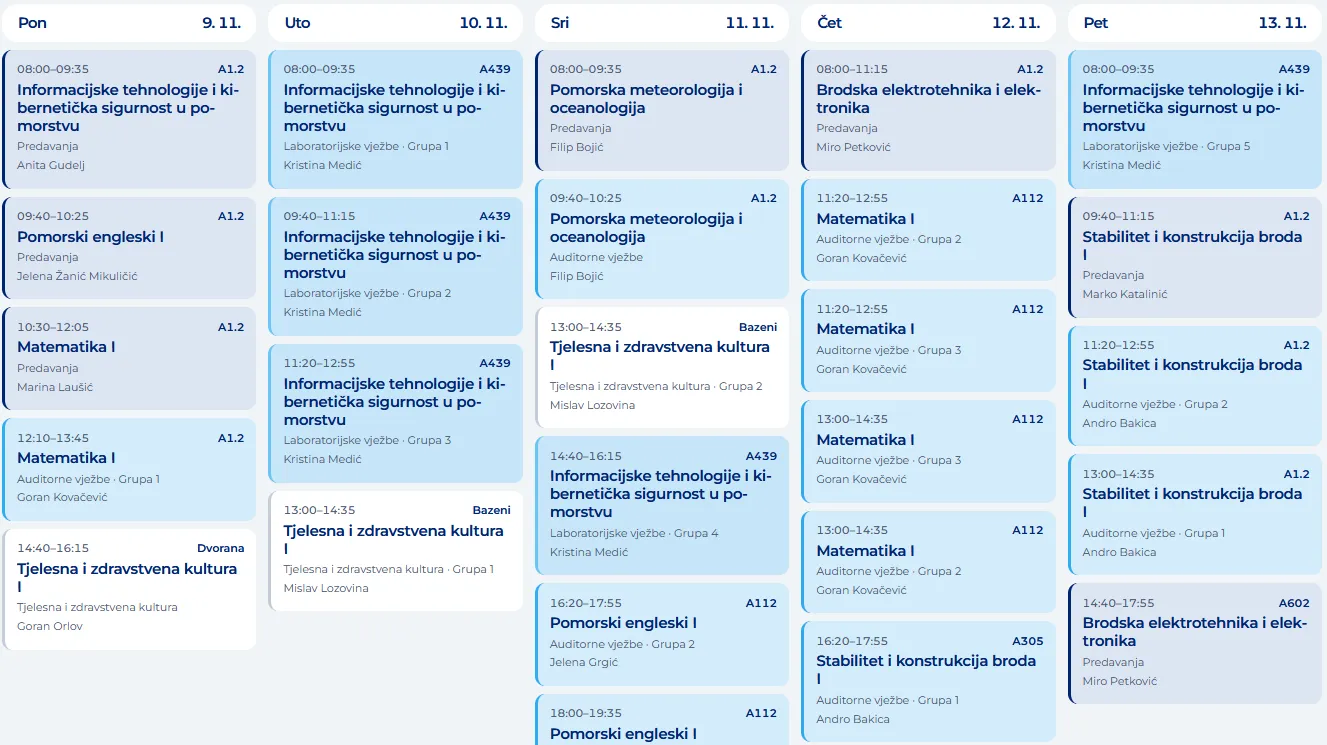 Pon 9. 11.
08:00–09:35 A1.2
Informacijske tehnologije i ki-
bernetička sigurnost u po-
morstvu
Predavanja
Anita Gudelj
09:40–10:25 A1.2
Pomorski engleski I
Predavanja
Jelena Žanić Mikuličić
10:30–12:05 A1.2
Matematika I
Predavanja
Marina Laušić
12:10–13:45 A1.2
Matematika I
Auditorne vježbe · Grupa 1
Goran Kovačević
14:40–16:15 Dvorana
Tjelesna i zdravstvena kultura
I
Tjelesna i zdravstvena kultura
Goran Orlov
Uto 10. 11.
08:00–09:35 A439
Informacijske tehnologije i ki-
bernetička sigurnost u po-
morstvu
Laboratorijske vježbe · Grupa 1
Kristina Medić
09:40–11:15 A439
Informacijske tehnologije i ki-
bernetička sigurnost u po-
morstvu
Laboratorijske vježbe · Grupa 2
Kristina Medić
11:20–12:55 A439
Informacijske tehnologije i ki-
bernetička sigurnost u po-
morstvu
Laboratorijske vježbe · Grupa 3
Kristina Medić
13:00–14:35 Bazeni
Tjelesna i zdravstvena kultura
I
Tjelesna i zdravstvena kultura · Grupa 1
Mislav Lozovina
Sri 11. 11.
08:00–09:35 A1.2
Pomorska meteorologija i
oceanologija
Predavanja
Filip Bojić
09:40–10:25 A1.2
Pomorska meteorologija i
oceanologija
Auditorne vježbe
Filip Bojić
13:00–14:35 Bazeni
Tjelesna i zdravstvena kultura
I
Tjelesna i zdravstvena kultura · Grupa 2
Mislav Lozovina
14:40–16:15 A439
Informacijske tehnologije i ki-
bernetička sigurnost u po-
morstvu
Laboratorijske vježbe · Grupa 4
Kristina Medić
16:20–17:55 A112
Pomorski engleski I
Auditorne vježbe · Grupa 2
Jelena Grgić
18:00–19:35 A112
Pomorski engleski I
Čet 12. 11.
08:00–11:15 A1.2
Brodska elektrotehnika i elek-
tronika
Predavanja
Miro Petković
11:20–12:55 A112
Matematika I
Auditorne vježbe · Grupa 2
Goran Kovačević
11:20–12:55 A112
Matematika I
Auditorne vježbe · Grupa 3
Goran Kovačević
13:00–14:35 A112
Matematika I
Auditorne vježbe · Grupa 3
Goran Kovačević
13:00–14:35 A112
Matematika I
Auditorne vježbe · Grupa 2
Goran Kovačević
16:20–17:55 A305
Stabilitet i konstrukcija broda
I
Auditorne vježbe · Grupa 1
Andro Bakica
Pet 13. 11.
08:00–09:35 A439
Informacijske tehnologije i ki-
bernetička sigurnost u po-
morstvu
Laboratorijske vježbe · Grupa 5
Kristina Medić
09:40–11:15 A1.2
Stabilitet i konstrukcija broda
I
Predavanja
Marko Katalinić
11:20–12:55 A1.2
Stabilitet i konstrukcija broda
I
Auditorne vježbe · Grupa 2
Andro Bakica
13:00–14:35 A1.2
Stabilitet i konstrukcija broda
I
Auditorne vježbe · Grupa 1
Andro Bakica
14:40–17:55 A602
Brodska elektrotehnika i elek-
tronika
Predavanja
Miro Petković